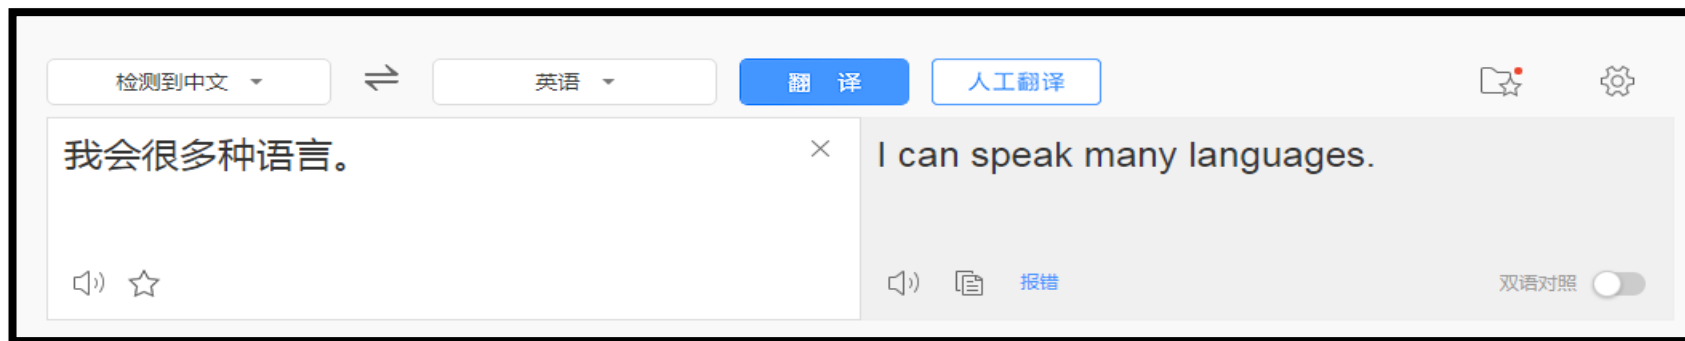 检测到中文 英语 翻 译 人工翻译
我会很多种语言。
I can speak many languages.
报错 双语对照